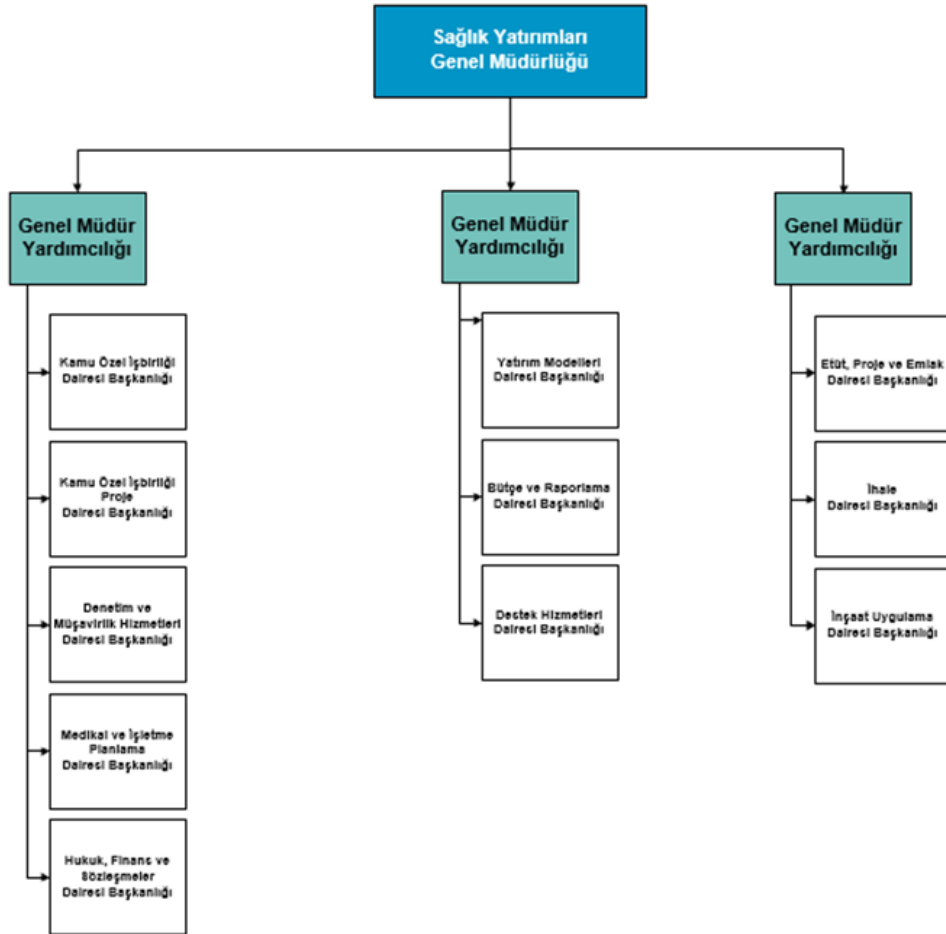 Sağlık Yatırımları
Genel Müdürlüğü
Genel Müdür
Yardımcılığı
Kamu Özel İşbirliği
Dairesi Başkanlığı
Kamu Özel İşbirliği
Proje
Dairesi Başkanlığı
Denetim ve
Müşavirlik Hizmetleri
Dairesi Başkanlığı
Medikal ve İşletme
Planlama
Dairesi Başkanlığı
Hukuk, Finans ve
Sözleşmeler
Dairesi Başkanlığı
Genel Müdür
Yardımcılığı
Yatırım Modelleri
Dairesi Başkanlığı
Bütçe ve Raporlama
Dairesi Başkanlığı
Destek Hizmetleri
Dairesi Başkanlığı
Genel Müdür
Yardımcılığı
Etüt, Proje ve Emlak
Dairesi Başkanlığı
İhale
Dairesi Başkanlığı
İnşaat Uygulama
Dairesi Başkanlığı